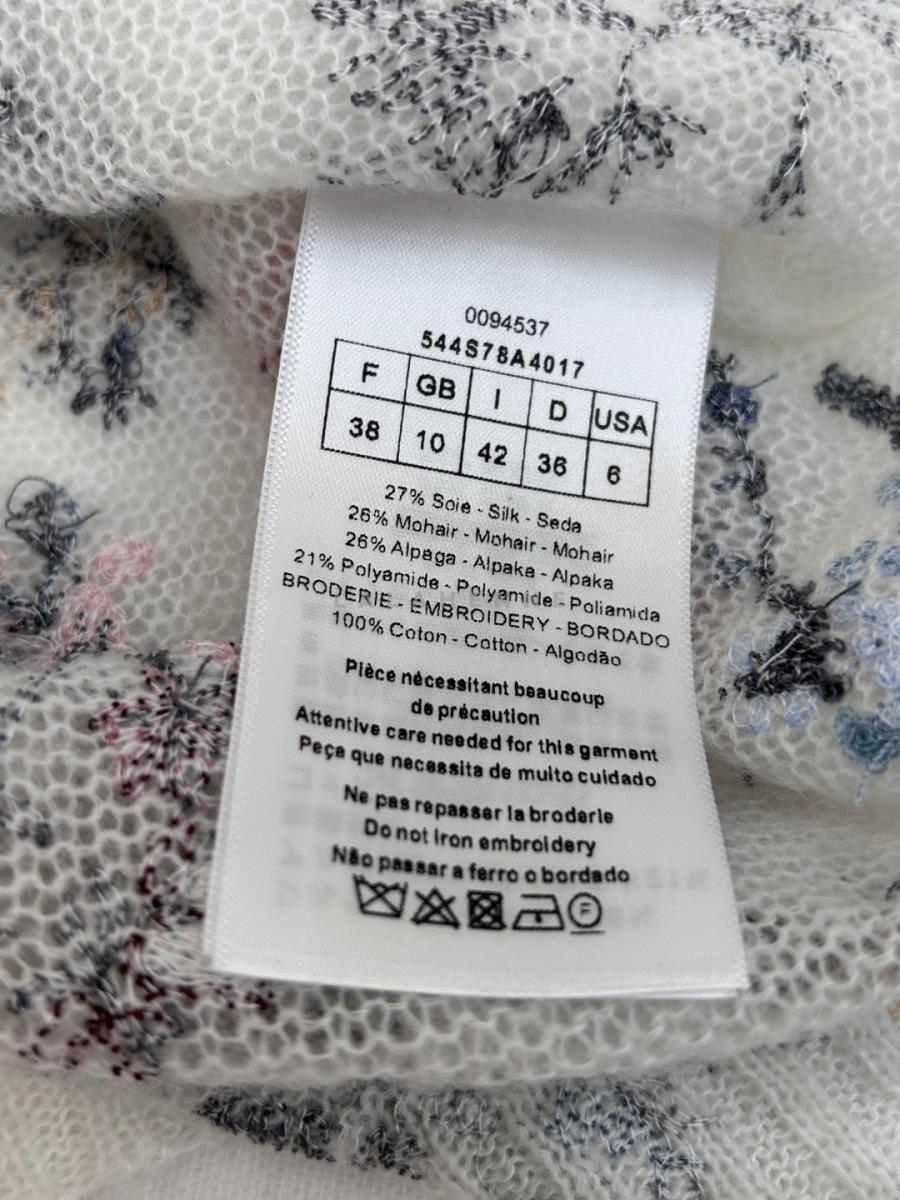 0094537
544S78A4017
F GB I D USA
38 10 42 36 6
27% Soie - Silk - Seda
26% Mohair - Mohair - Mohair
26% Alpaga - Alpaka - Alpaka
21% Polyamide - Polyamide - Poliamida
BRODERIE - EMBROIDERY - BORDADO
100% Coton - Cotton - Algodão
Pièce nécessitant beaucoup
de précaution
Attentive care needed for this garment
Peça que necessita de muito cuidado
Ne pas repasser la broderie
Do not iron embroidery
Não passar a ferro o bordado
F